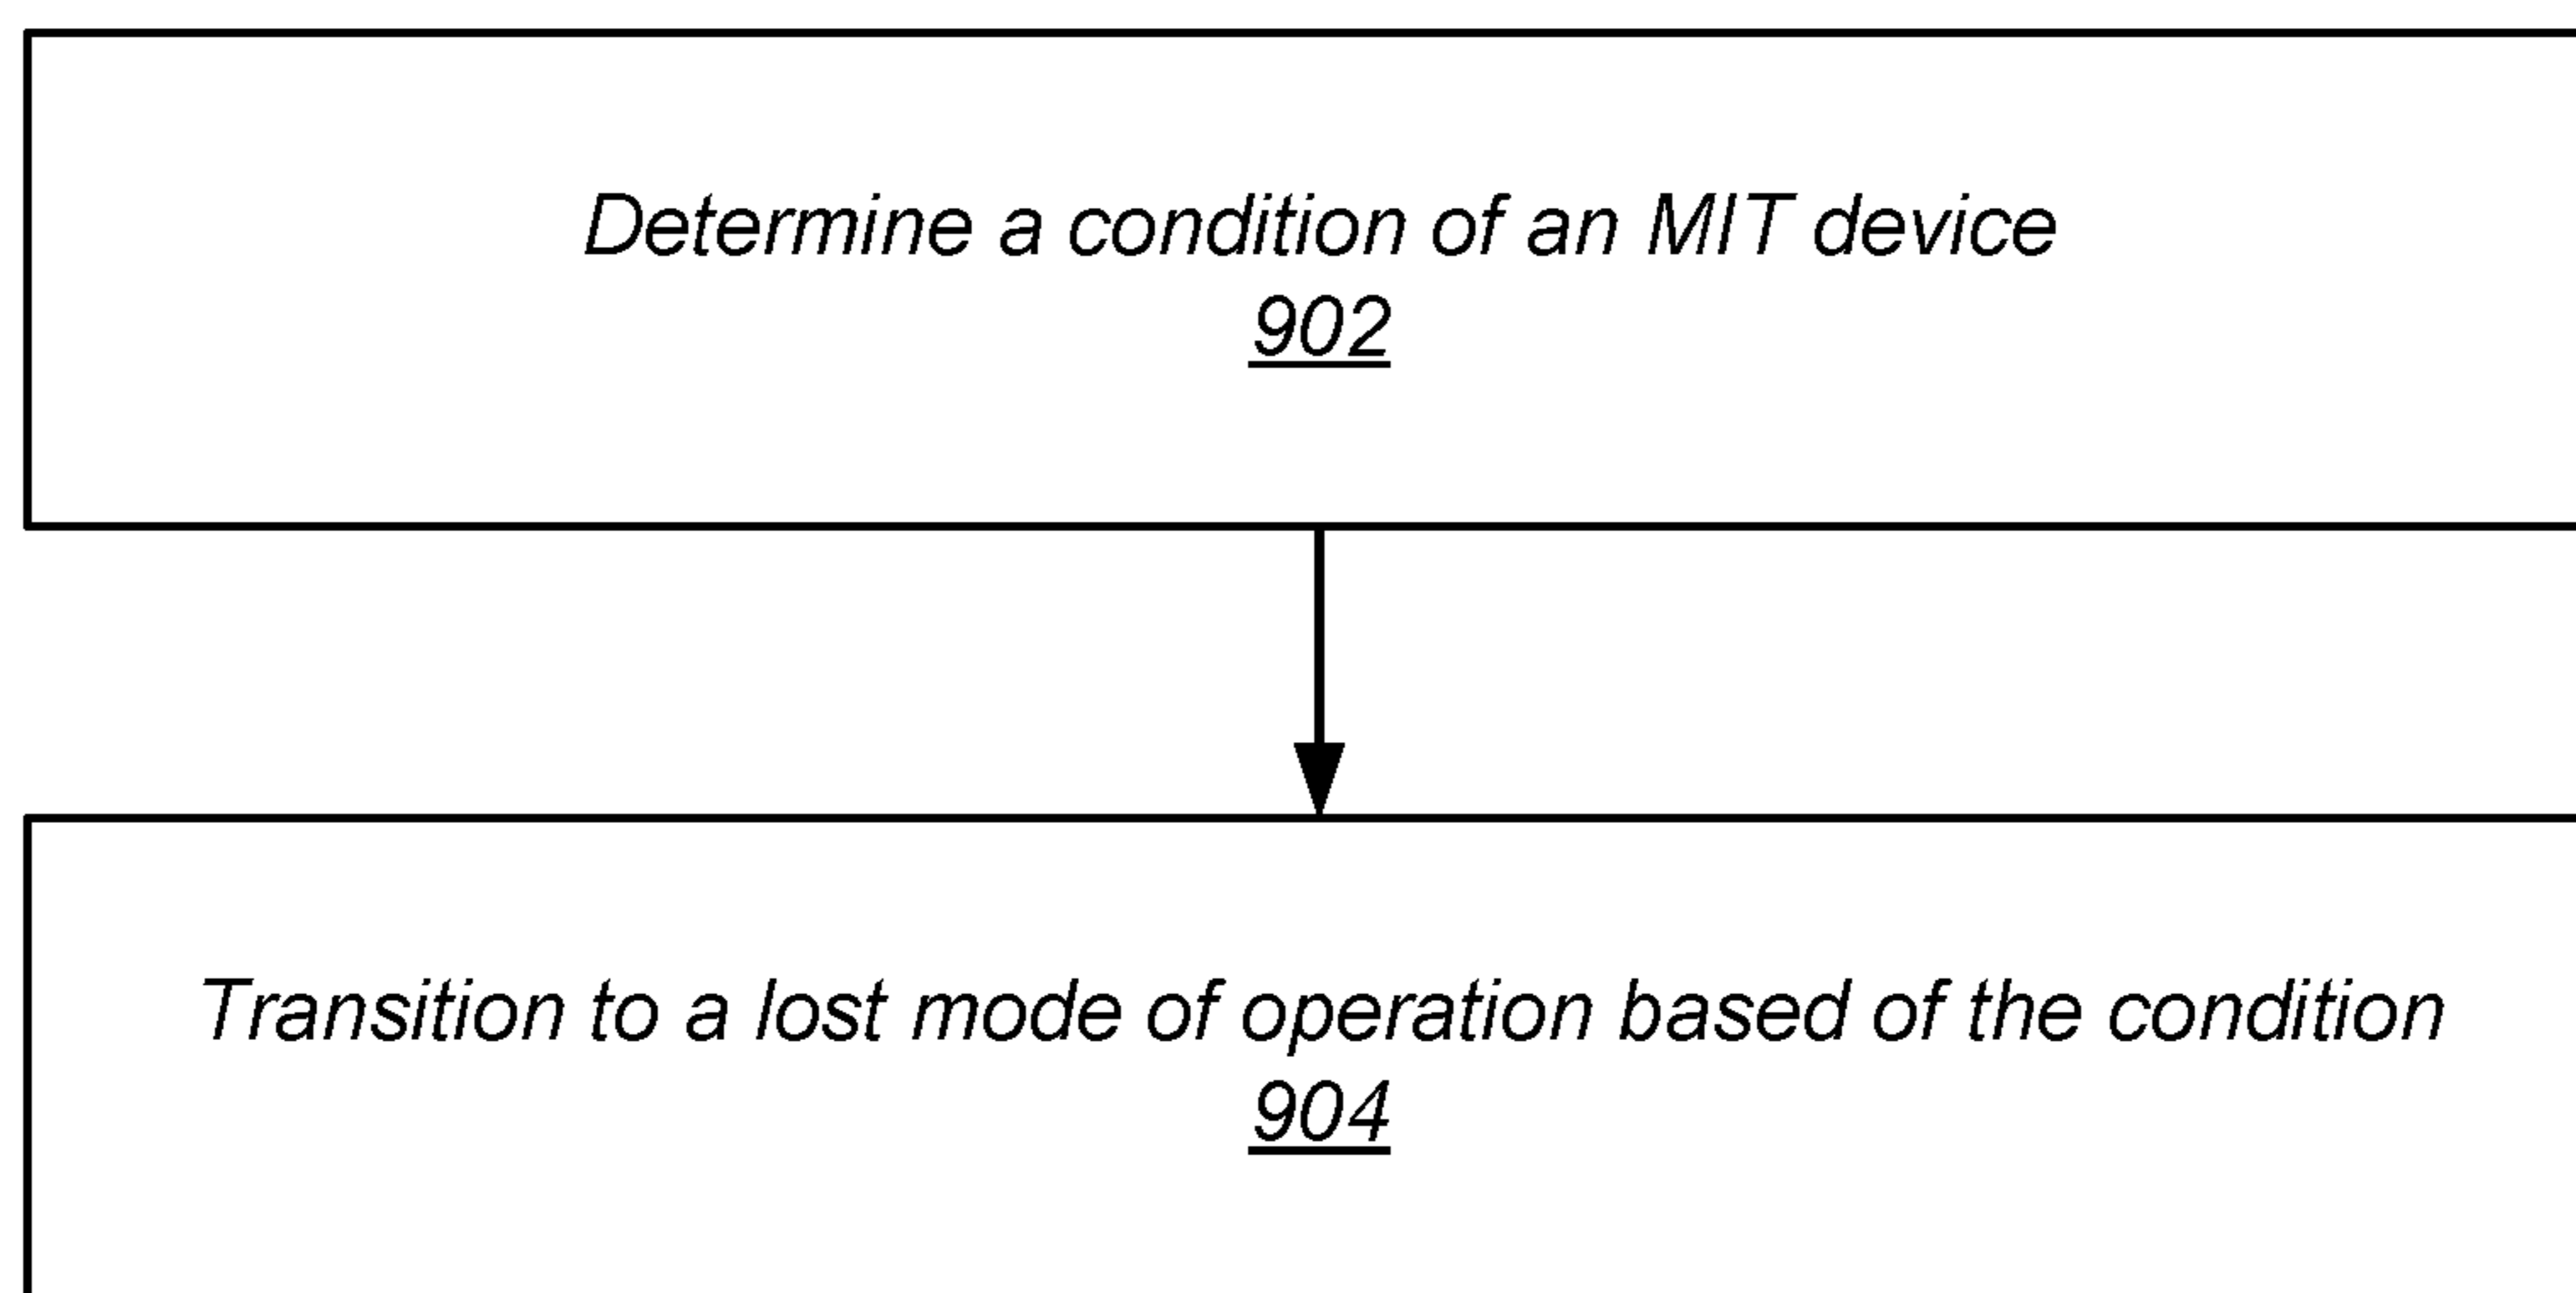 Determine a condition of an MIT device
902
Transition to a lost mode of operation based of the condition
904